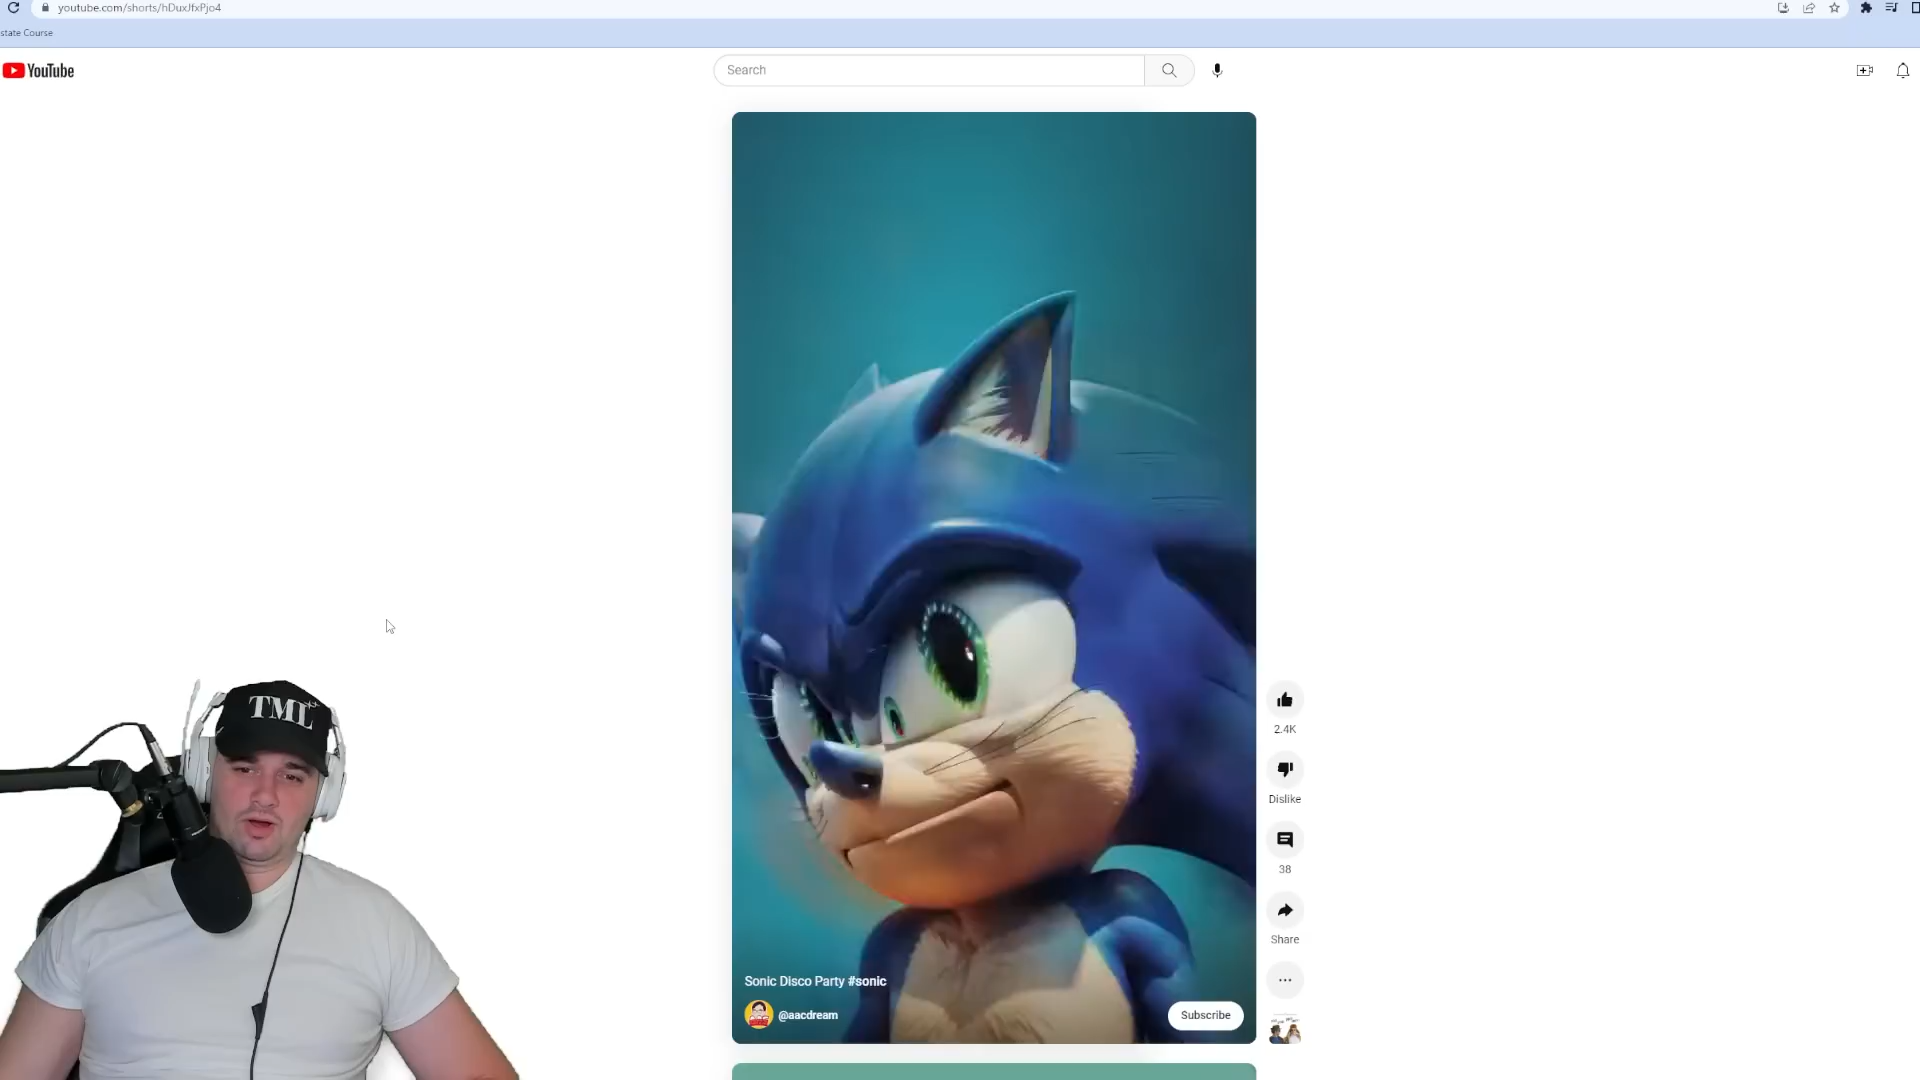 youtube.com/shorts/hDuxJfxPjo4
state Course
YouTube
Search
TML
2.4K
Dislike
38
Share
Sonic Disco Party #sonic
@aacdream
Subscribe